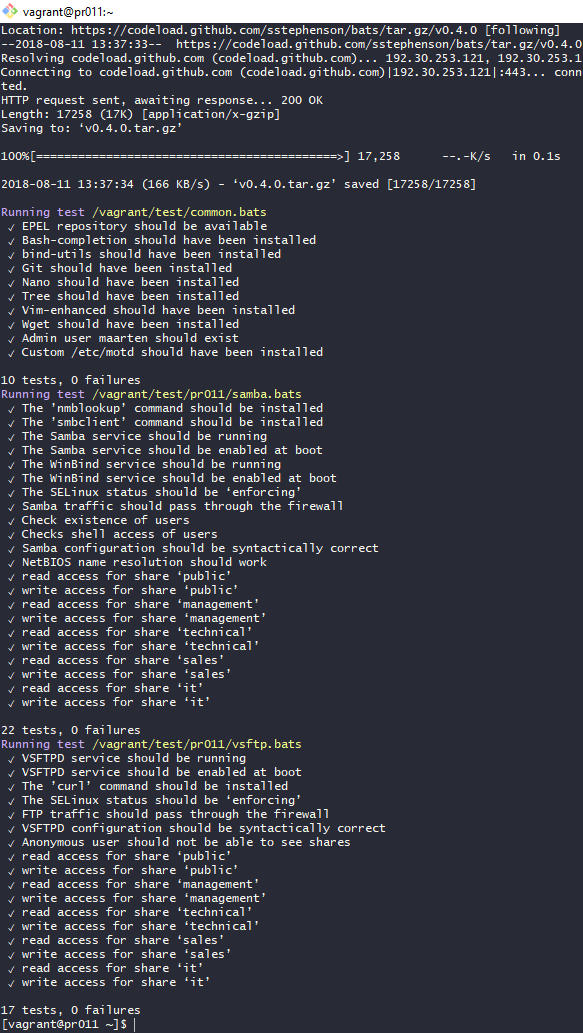 vagrant@pr011:~
Location: https://codeload.github.com/sstephenson/bats/tar.gz/v0.4.0 [following]
--2018-08-11 13:37:33--  https://codeload.github.com/sstephenson/bats/tar.gz/v0.4.0
Resolving codeload.github.com (codeload.github.com)... 192.30.253.121, 192.30.253.1
Connecting to codeload.github.com (codeload.github.com)|192.30.253.121|:443... conn
ted.
HTTP request sent, awaiting response... 200 OK
Length: 17258 (17K) [application/x-gzip]
Saving to: ‘v0.4.0.tar.gz’
100%[===========================================>] 17,258      --.-K/s   in 0.1s
2018-08-11 13:37:34 (166 KB/s) - ‘v0.4.0.tar.gz’ saved [17258/17258]
Running test /vagrant/test/common.bats
✓ EPEL repository should be available
✓ Bash-completion should have been installed
✓ bind-utils should have been installed
✓ Git should have been installed
✓ Nano should have been installed
✓ Tree should have been installed
✓ Vim-enhanced should have been installed
✓ Wget should have been installed
✓ Admin user maarten should exist
✓ Custom /etc/motd should have been installed
10 tests, 0 failures
Running test /vagrant/test/pr011/samba.bats
✓ The ’nmblookup’ command should be installed
✓ The ’smbclient’ command should be installed
✓ The Samba service should be running
✓ The Samba service should be enabled at boot
✓ The WinBind service should be running
✓ The WinBind service should be enabled at boot
✓ The SELinux status should be ‘enforcing’
✓ Samba traffic should pass through the firewall
✓ Check existence of users
✓ Checks shell access of users
✓ Samba configuration should be syntactically correct
✓ NetBIOS name resolution should work
✓ read access for share ‘public’
✓ write access for share ‘public’
✓ read access for share ‘management’
✓ write access for share ‘management’
✓ read access for share ‘technical’
✓ write access for share ‘technical’
✓ read access for share ‘sales’
✓ write access for share ‘sales’
✓ read access for share ‘it’
✓ write access for share ‘it’
22 tests, 0 failures
Running test /vagrant/test/pr011/vsftp.bats
✓ VSFTPD service should be running
✓ VSFTPD service should be enabled at boot
✓ The ’curl’ command should be installed
✓ The SELinux status should be ‘enforcing’
✓ FTP traffic should pass through the firewall
✓ VSFTPD configuration should be syntactically correct
✓ Anonymous user should not be able to see shares
✓ read access for share ‘public’
✓ write access for share ‘public’
✓ read access for share ‘management’
✓ write access for share ‘management’
✓ read access for share ‘technical’
✓ write access for share ‘technical’
✓ read access for share ‘sales’
✓ write access for share ‘sales’
✓ read access for share ‘it’
✓ write access for share ‘it’
17 tests, 0 failures
[vagrant@pr011 ~]$